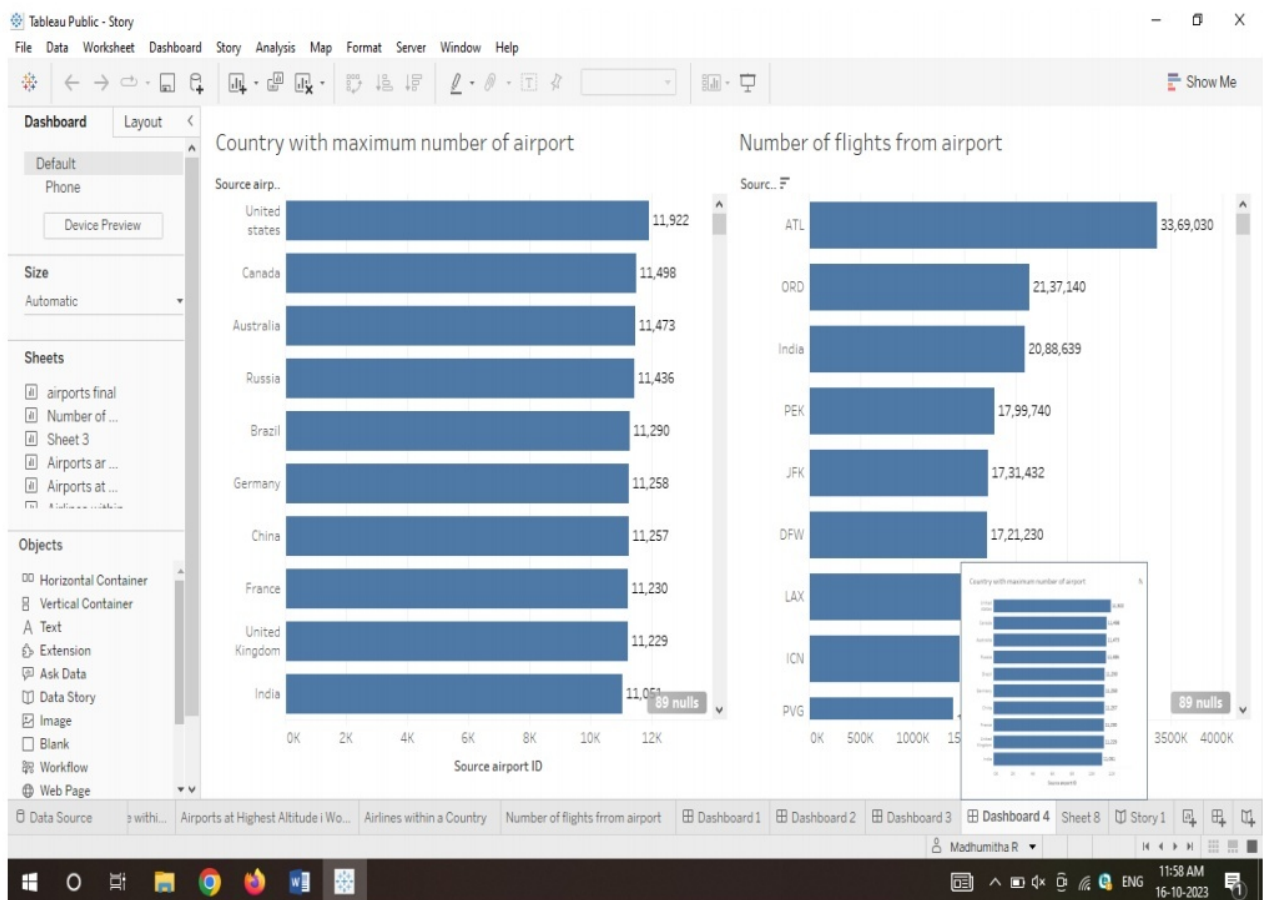 Tableau Public - Story
File Data Worksheet Dashboard Story Analysis Map Format Server Window Help
Show Me
Dashboard Layout
Default
Phone
Device Preview
Size
Automatic
Sheets
airports final
Number of ...
Sheet 3
Airports ar ...
Airports at ...
Objects
Horizontal Container
Vertical Container
Text
Extension
Ask Data
Data Story
Image
Blank
Workflow
Web Page
Country with maximum number of airport
Source airp..
United states 11,922
Canada 11,498
Australia 11,473
Russia 11,436
Brazil 11,290
Germany 11,258
China 11,257
France 11,230
United Kingdom 11,229
India 11,051
89 nulls
0K 2K 4K 6K 8K 10K 12K
Source airport ID
Number of flights from airport
Sourc..
ATL 33,69,030
ORD 21,37,140
India 20,88,639
PEK 17,99,740
JFK 17,31,432
DFW 17,21,230
LAX
ICN
PVG
89 nulls
0K 500K 1000K 15 3500K 4000K
Country with maximum number of airport
Data Source e withi... Airports at Highest Altitude i Wo... Airlines within a Country Number of flights frrom airport Dashboard 1 Dashboard 2 Dashboard 3 Dashboard 4 Sheet 8 Story 1
Madhumitha R
ENG 11:58 AM
16-10-2023
1